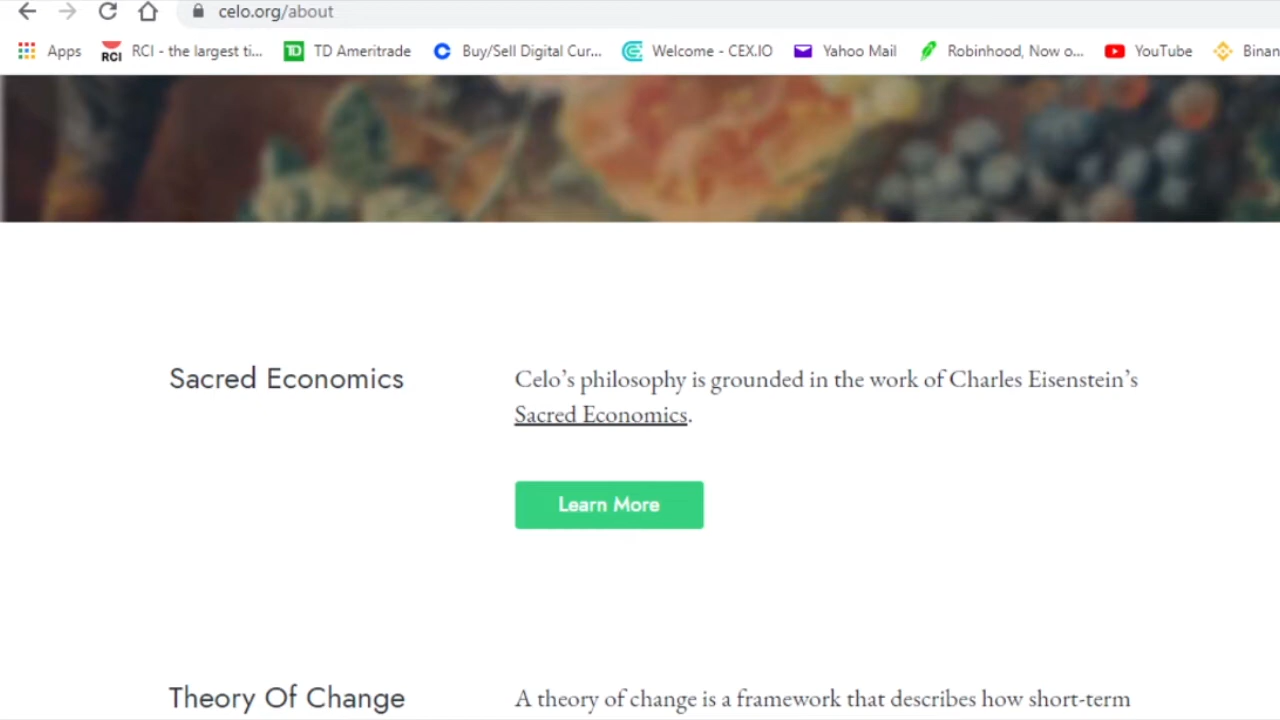 celo.org/about
Apps RCI - the largest ti... TD Ameritrade Buy/Sell Digital Cur... Welcome - CEX.IO Yahoo Mail Robinhood, Now o... YouTube Binan
RCI
TD
Sacred Economics
Celo’s philosophy is grounded in the work of Charles Eisenstein’s
Sacred Economics.
Learn More
Theory Of Change
A theory of change is a framework that describes how short-term